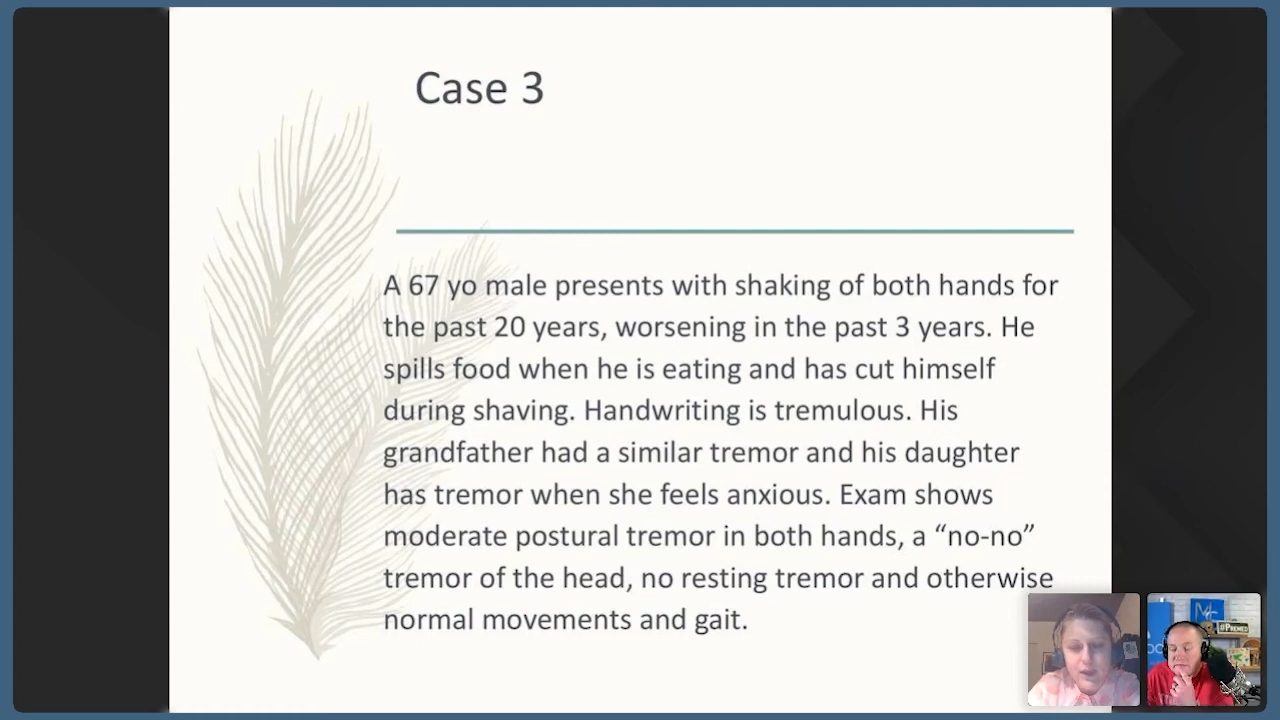 Case 3
A 67 yo male presents with shaking of both hands for
the past 20 years, worsening in the past 3 years. He
spills food when he is eating and has cut himself
during shaving. Handwriting is tremulous. His
grandfather had a similar tremor and his daughter
has tremor when she feels anxious. Exam shows
moderate postural tremor in both hands, a “no-no”
tremor of the head, no resting tremor and otherwise
normal movements and gait.
#PREMED